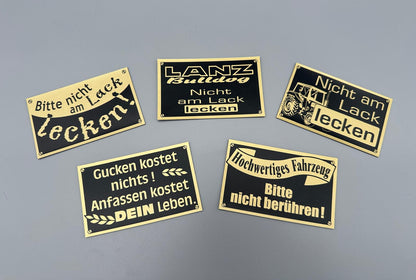 Bitte nicht
am Lack
lecken!
LANZ
Bulldog
Nicht
am Lack
lecken
Nicht am
Lack
lecken
Gucken kostet
nichts !
Anfassen kostet
DEIN Leben.
Hochwertiges Fahrzeug
Bitte
nicht berühren !